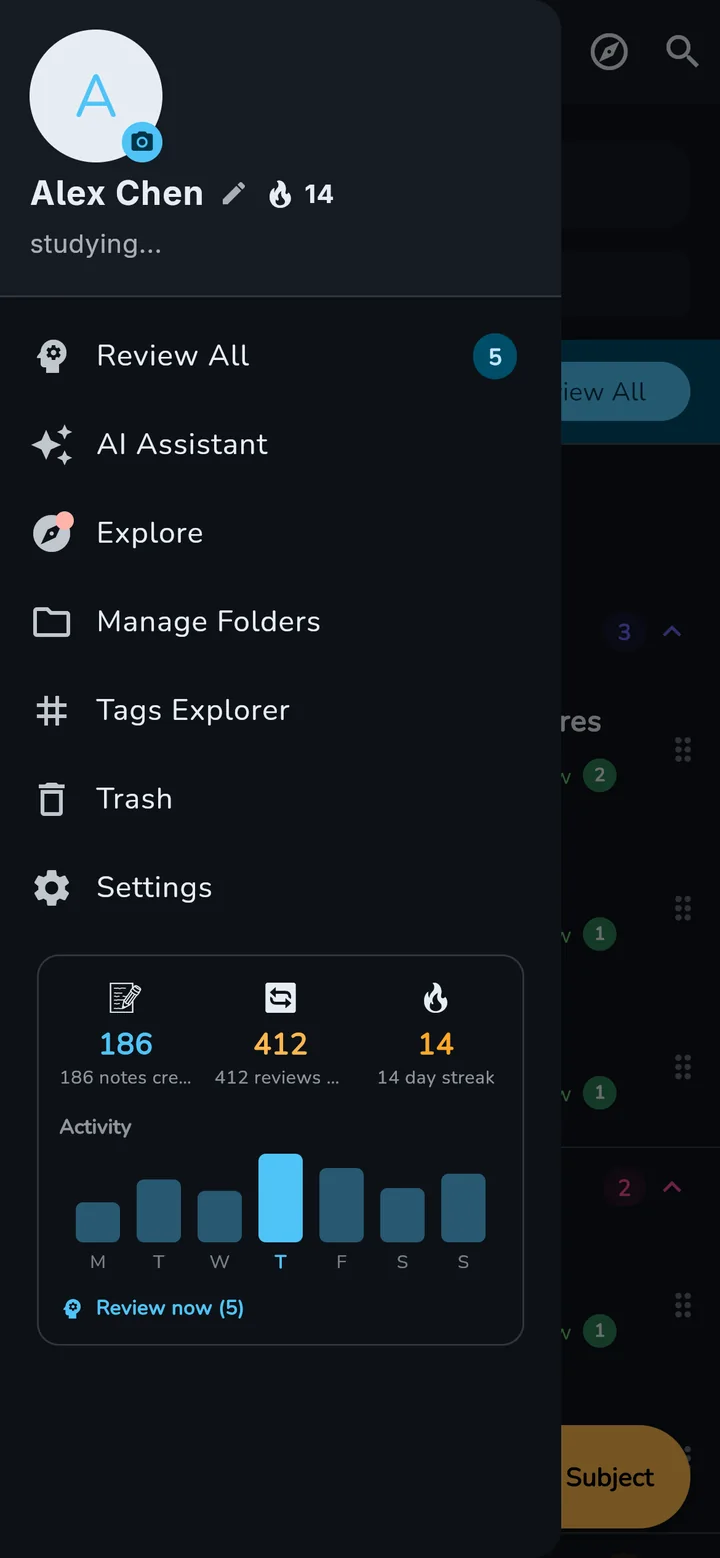 A
Alex Chen 14
studying...
Review All 5
AI Assistant
Explore
Manage Folders
Tags Explorer
Trash
Settings
186 412 14
186 notes cre... 412 reviews ... 14 day streak
Activity
M T W T F S S
Review now (5)
iew All
3
res
2
1
1
2
1
Subject